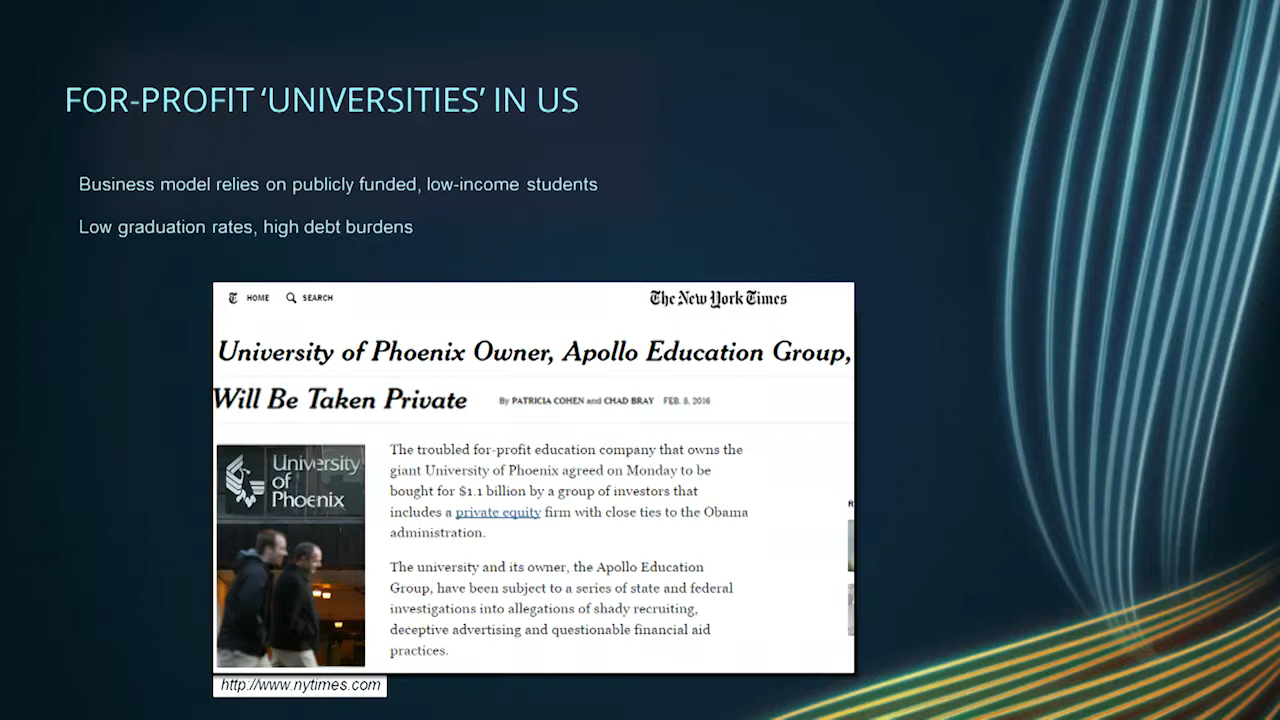 FOR-PROFIT ‘UNIVERSITIES’ IN US
Business model relies on publicly funded, low-income students
Low graduation rates, high debt burdens
HOME SEARCH The New York Times
University of Phoenix Owner, Apollo Education Group,
Will Be Taken Private By PATRICIA COHEN and CHAD BRAY FEB. 8, 2016
University
of
Phoenix
The troubled for-profit education company that owns the
giant University of Phoenix agreed on Monday to be
bought for $1.1 billion by a group of investors that
includes a private equity firm with close ties to the Obama
administration.
The university and its owner, the Apollo Education
Group, have been subject to a series of state and federal
investigations into allegations of shady recruiting,
deceptive advertising and questionable financial aid
practices.
http://www.nytimes.com